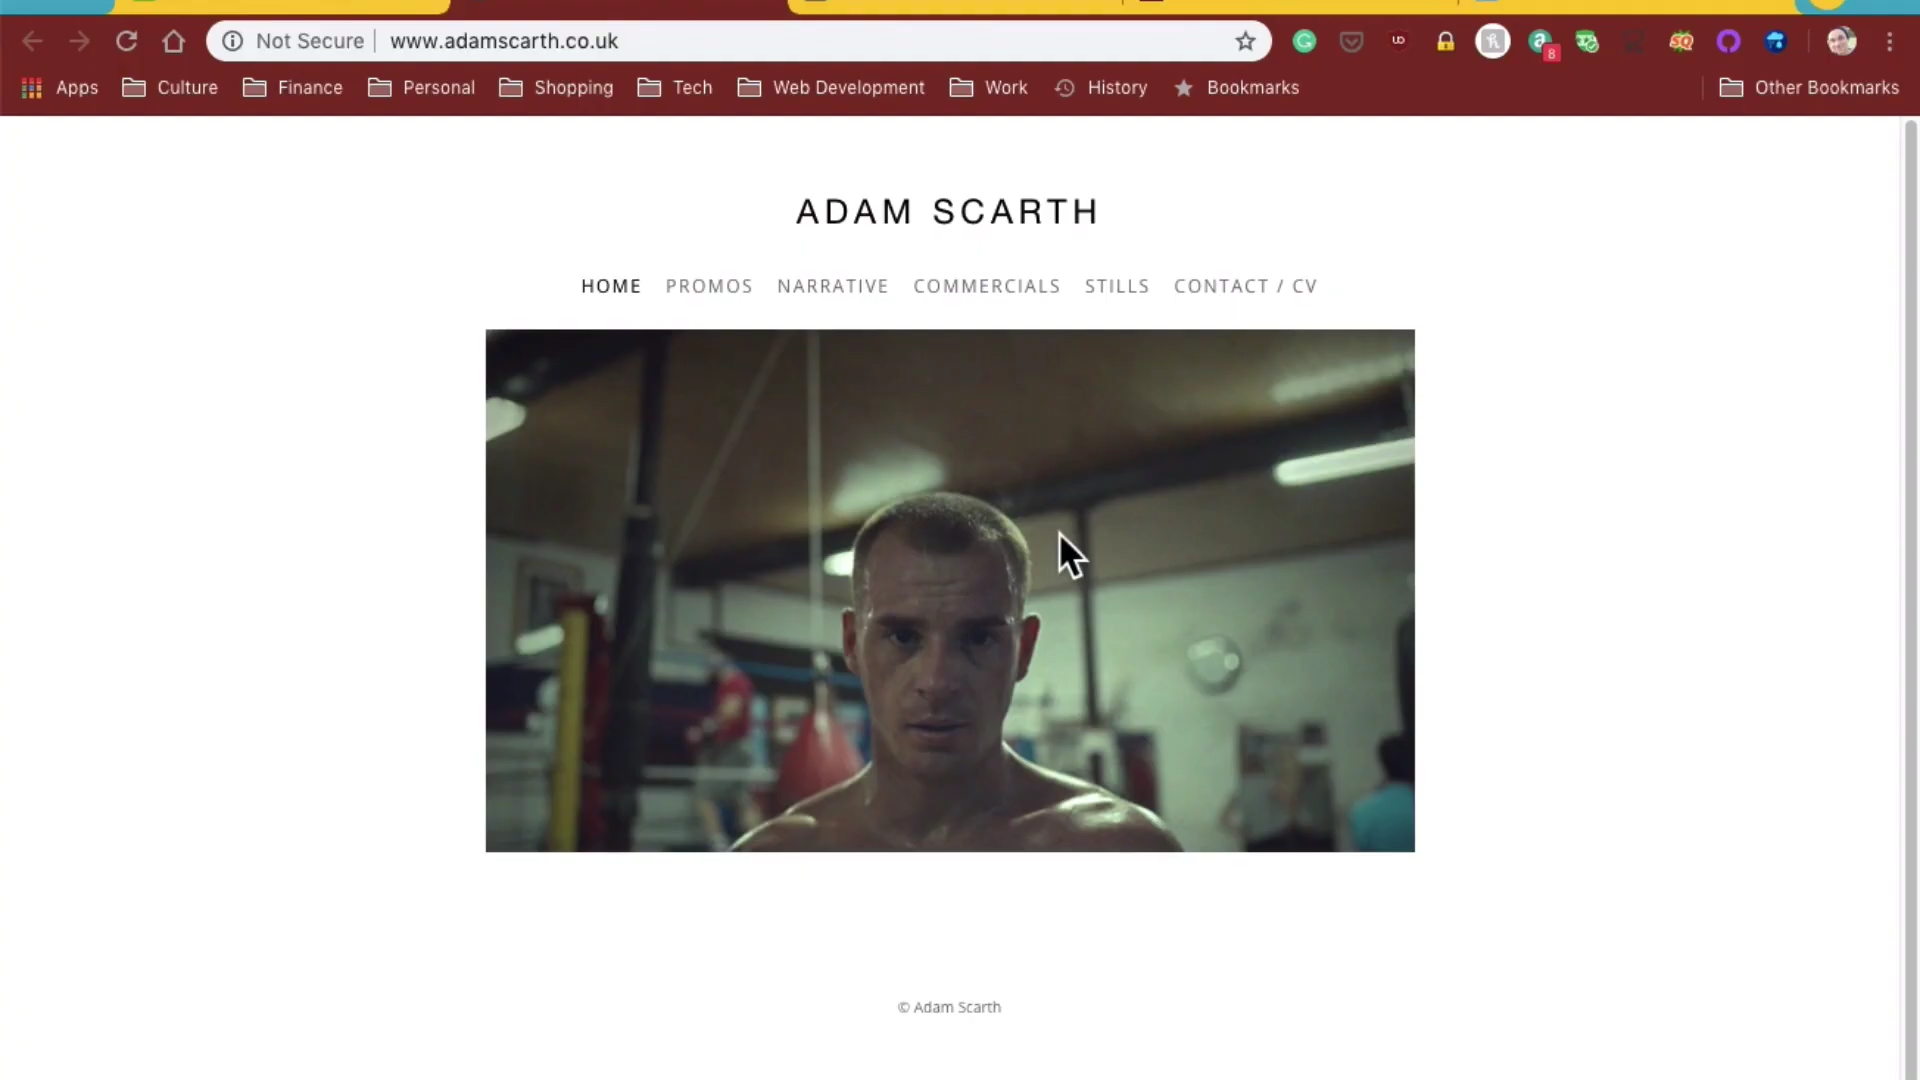 Not Secure www.adamscarth.co.uk
8
Apps Culture Finance Personal Shopping Tech Web Development Work History Bookmarks Other Bookmarks
ADAM SCARTH
HOME PROMOS NARRATIVE COMMERCIALS STILLS CONTACT / CV
© Adam Scarth